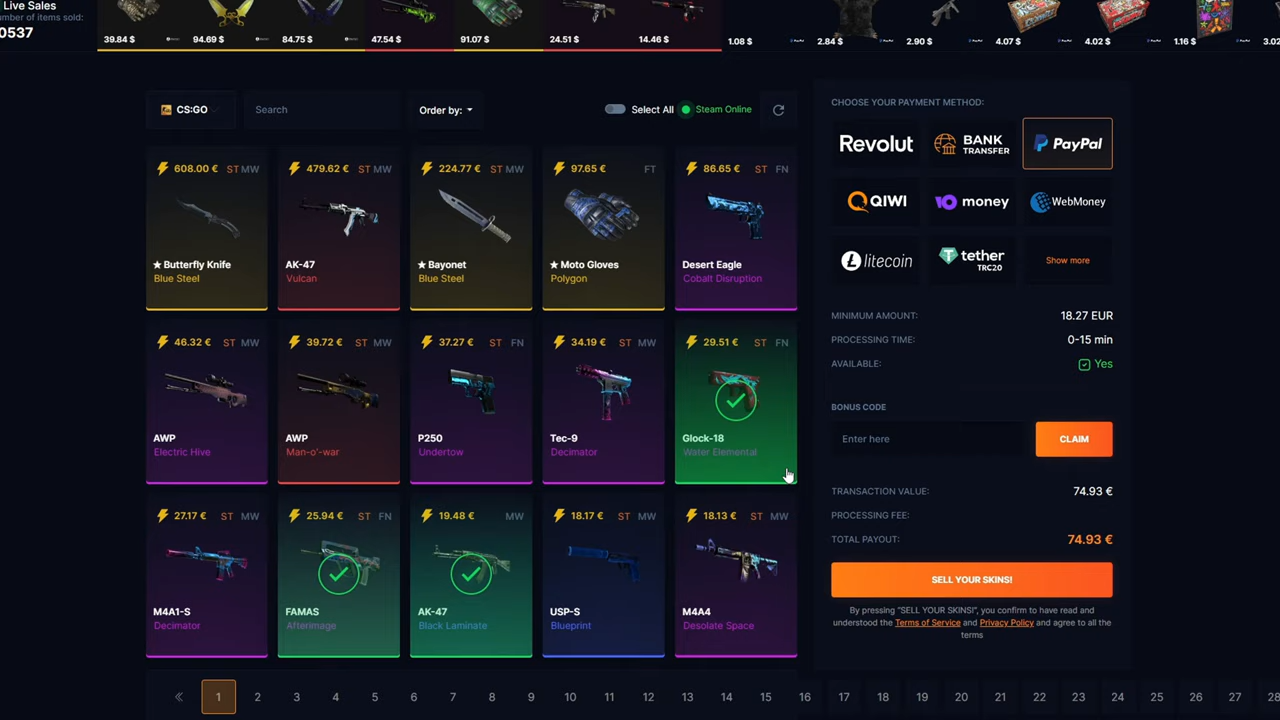 Live Sales
umber of items sold:
0537
39.84 $
94.69 $
84.75 $
47.54 $
91.07 $
24.51 $
14.46 $
1.08 $
2.84 $
2.90 $
4.07 $
4.02 $
1.16 $
3.02
CS:GO
Search
Order by:
Select All
Steam Online
608.00 € ST MW
479.62 € ST MW
224.77 € ST MW
97.65 € FT
86.65 € ST FN
★ Butterfly Knife
Blue Steel
AK-47
Vulcan
★ Bayonet
Blue Steel
★ Moto Gloves
Polygon
Desert Eagle
Cobalt Disruption
46.32 € ST MW
39.72 € ST MW
37.27 € ST FN
34.19 € ST MW
29.51 € ST FN
AWP
Electric Hive
AWP
Man-o'-war
P250
Undertow
Tec-9
Decimator
Glock-18
Water Elemental
27.17 € ST MW
25.94 € ST FN
19.48 € MW
18.17 € ST MW
18.13 € ST MW
M4A1-S
Decimator
FAMAS
Afterimage
AK-47
Black Laminate
USP-S
Blueprint
M4A4
Desolate Space
1 2 3 4 5 6 7 8 9 10 11 12 13 14 15 16 17 18 19 20 21 22 23 24 25 26 27 28
CHOOSE YOUR PAYMENT METHOD:
Revolut
BANK
TRANSFER
PayPal
QIWI
money
WebMoney
litecoin
tether
TRC20
Show more
MINIMUM AMOUNT: 18.27 EUR
PROCESSING TIME: 0-15 min
AVAILABLE: Yes
BONUS CODE
Enter here
CLAIM
TRANSACTION VALUE: 74.93 €
PROCESSING FEE:
TOTAL PAYOUT: 74.93 €
SELL YOUR SKINS!
By pressing "SELL YOUR SKINS!", you confirm to have read and
understood the Terms of Service and Privacy Policy and agree to all the
terms